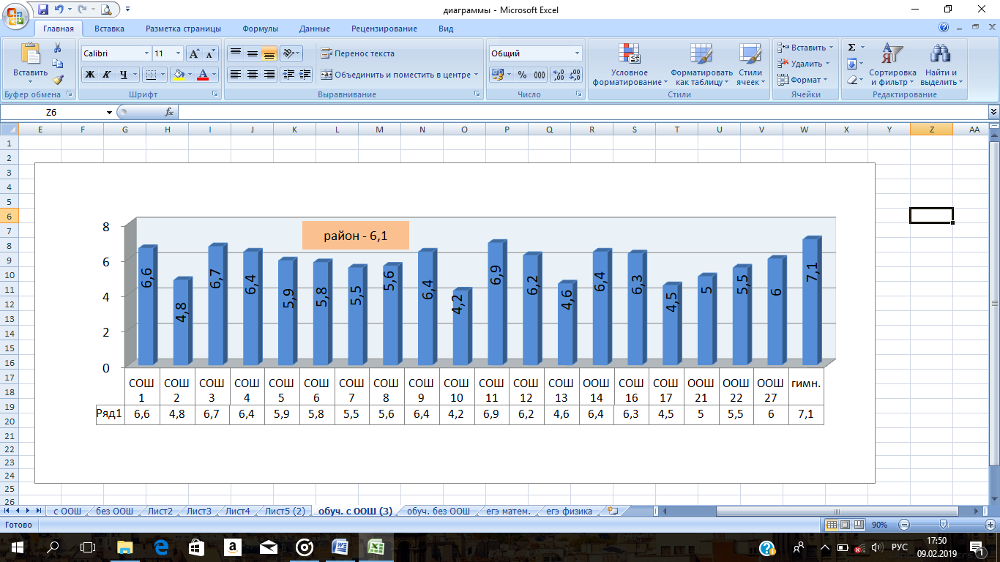 диаграммы - Microsoft Excel
Главная Вставка Разметка страницы Формулы Данные Рецензирование Вид
Вставить
Буфер обмена
Calibri 11
Ж К Ч
Шрифт
Перенос текста
Объединить и поместить в центре
Выравнивание
Общий
% 000
Число
Условное форматирование
Форматировать как таблицу
Стили ячеек
Стили
Вставить
Удалить
Формат
Ячейки
Сортировка и фильтр
Найти и выделить
Редактирование
Z6 fx
E F G H I J K L M N O P Q R S T U V W X Y Z AA
1
2
3
4
5
6
7
8
9
10
11
12
13
14
15
16
17
18
19
20
21
22
23
24
25
26
район - 6,1
8
6
4
2
0
6,6 4,8 6,7 6,4 5,9 5,8 5,5 5,6 6,4 4,2 6,9 6,2 4,6 6,4 6,3 4,5 5 5,5 6 7,1
СОШ 1 СОШ 2 СОШ 3 СОШ 4 СОШ 5 СОШ 6 СОШ 7 СОШ 8 СОШ 9 СОШ 10 СОШ 11 СОШ 12 СОШ 13 ООШ 14 СОШ 16 СОШ 17 ООШ 21 ООШ 22 ООШ 27 гимн.
Ряд1 6,6 4,8 6,7 6,4 5,9 5,8 5,5 5,6 6,4 4,2 6,9 6,2 4,6 6,4 6,3 4,5 5 5,5 6 7,1
с ООШ без ООШ Лист2 Лист3 Лист4 Лист5 (2) обуч. с ООШ (3) обуч. без ООШ егэ матем. егэ физика
Готово 90%
РУС
17:50
09.02.2019
1